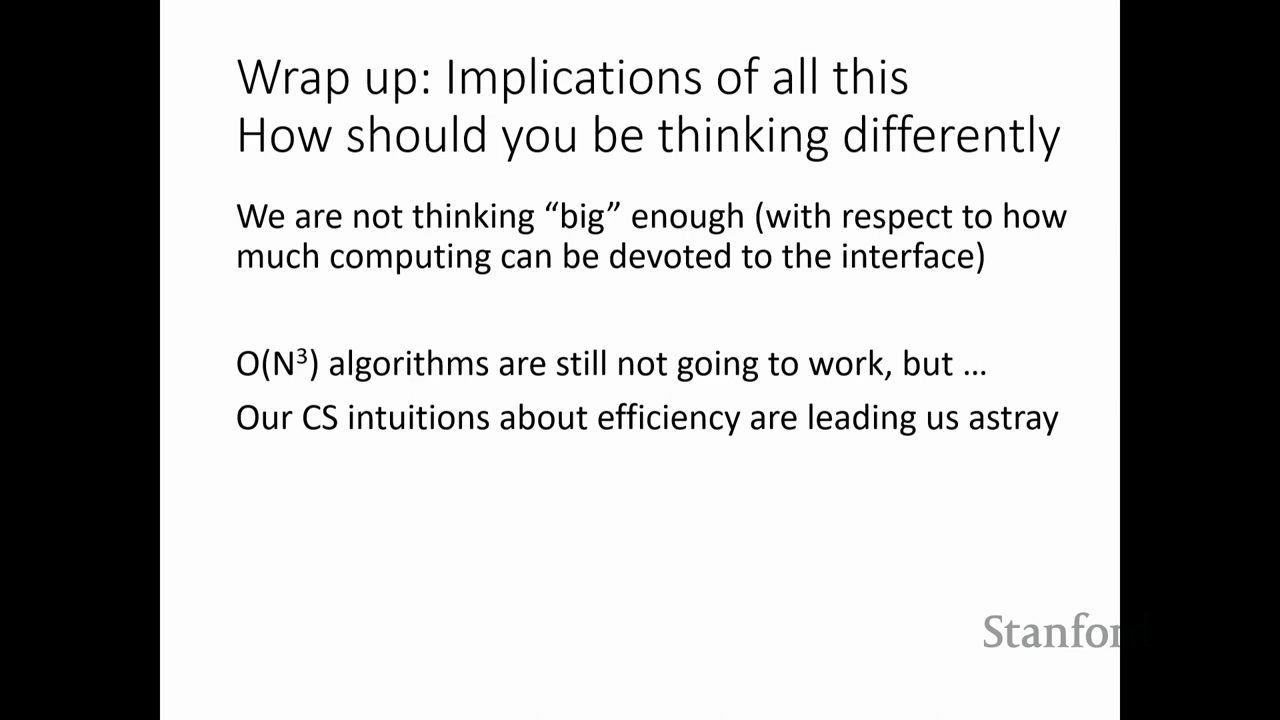 Wrap up: Implications of all this
How should you be thinking differently
We are not thinking “big” enough (with respect to how
much computing can be devoted to the interface)
O(N³) algorithms are still not going to work, but ...
Our CS intuitions about efficiency are leading us astray
Stanford